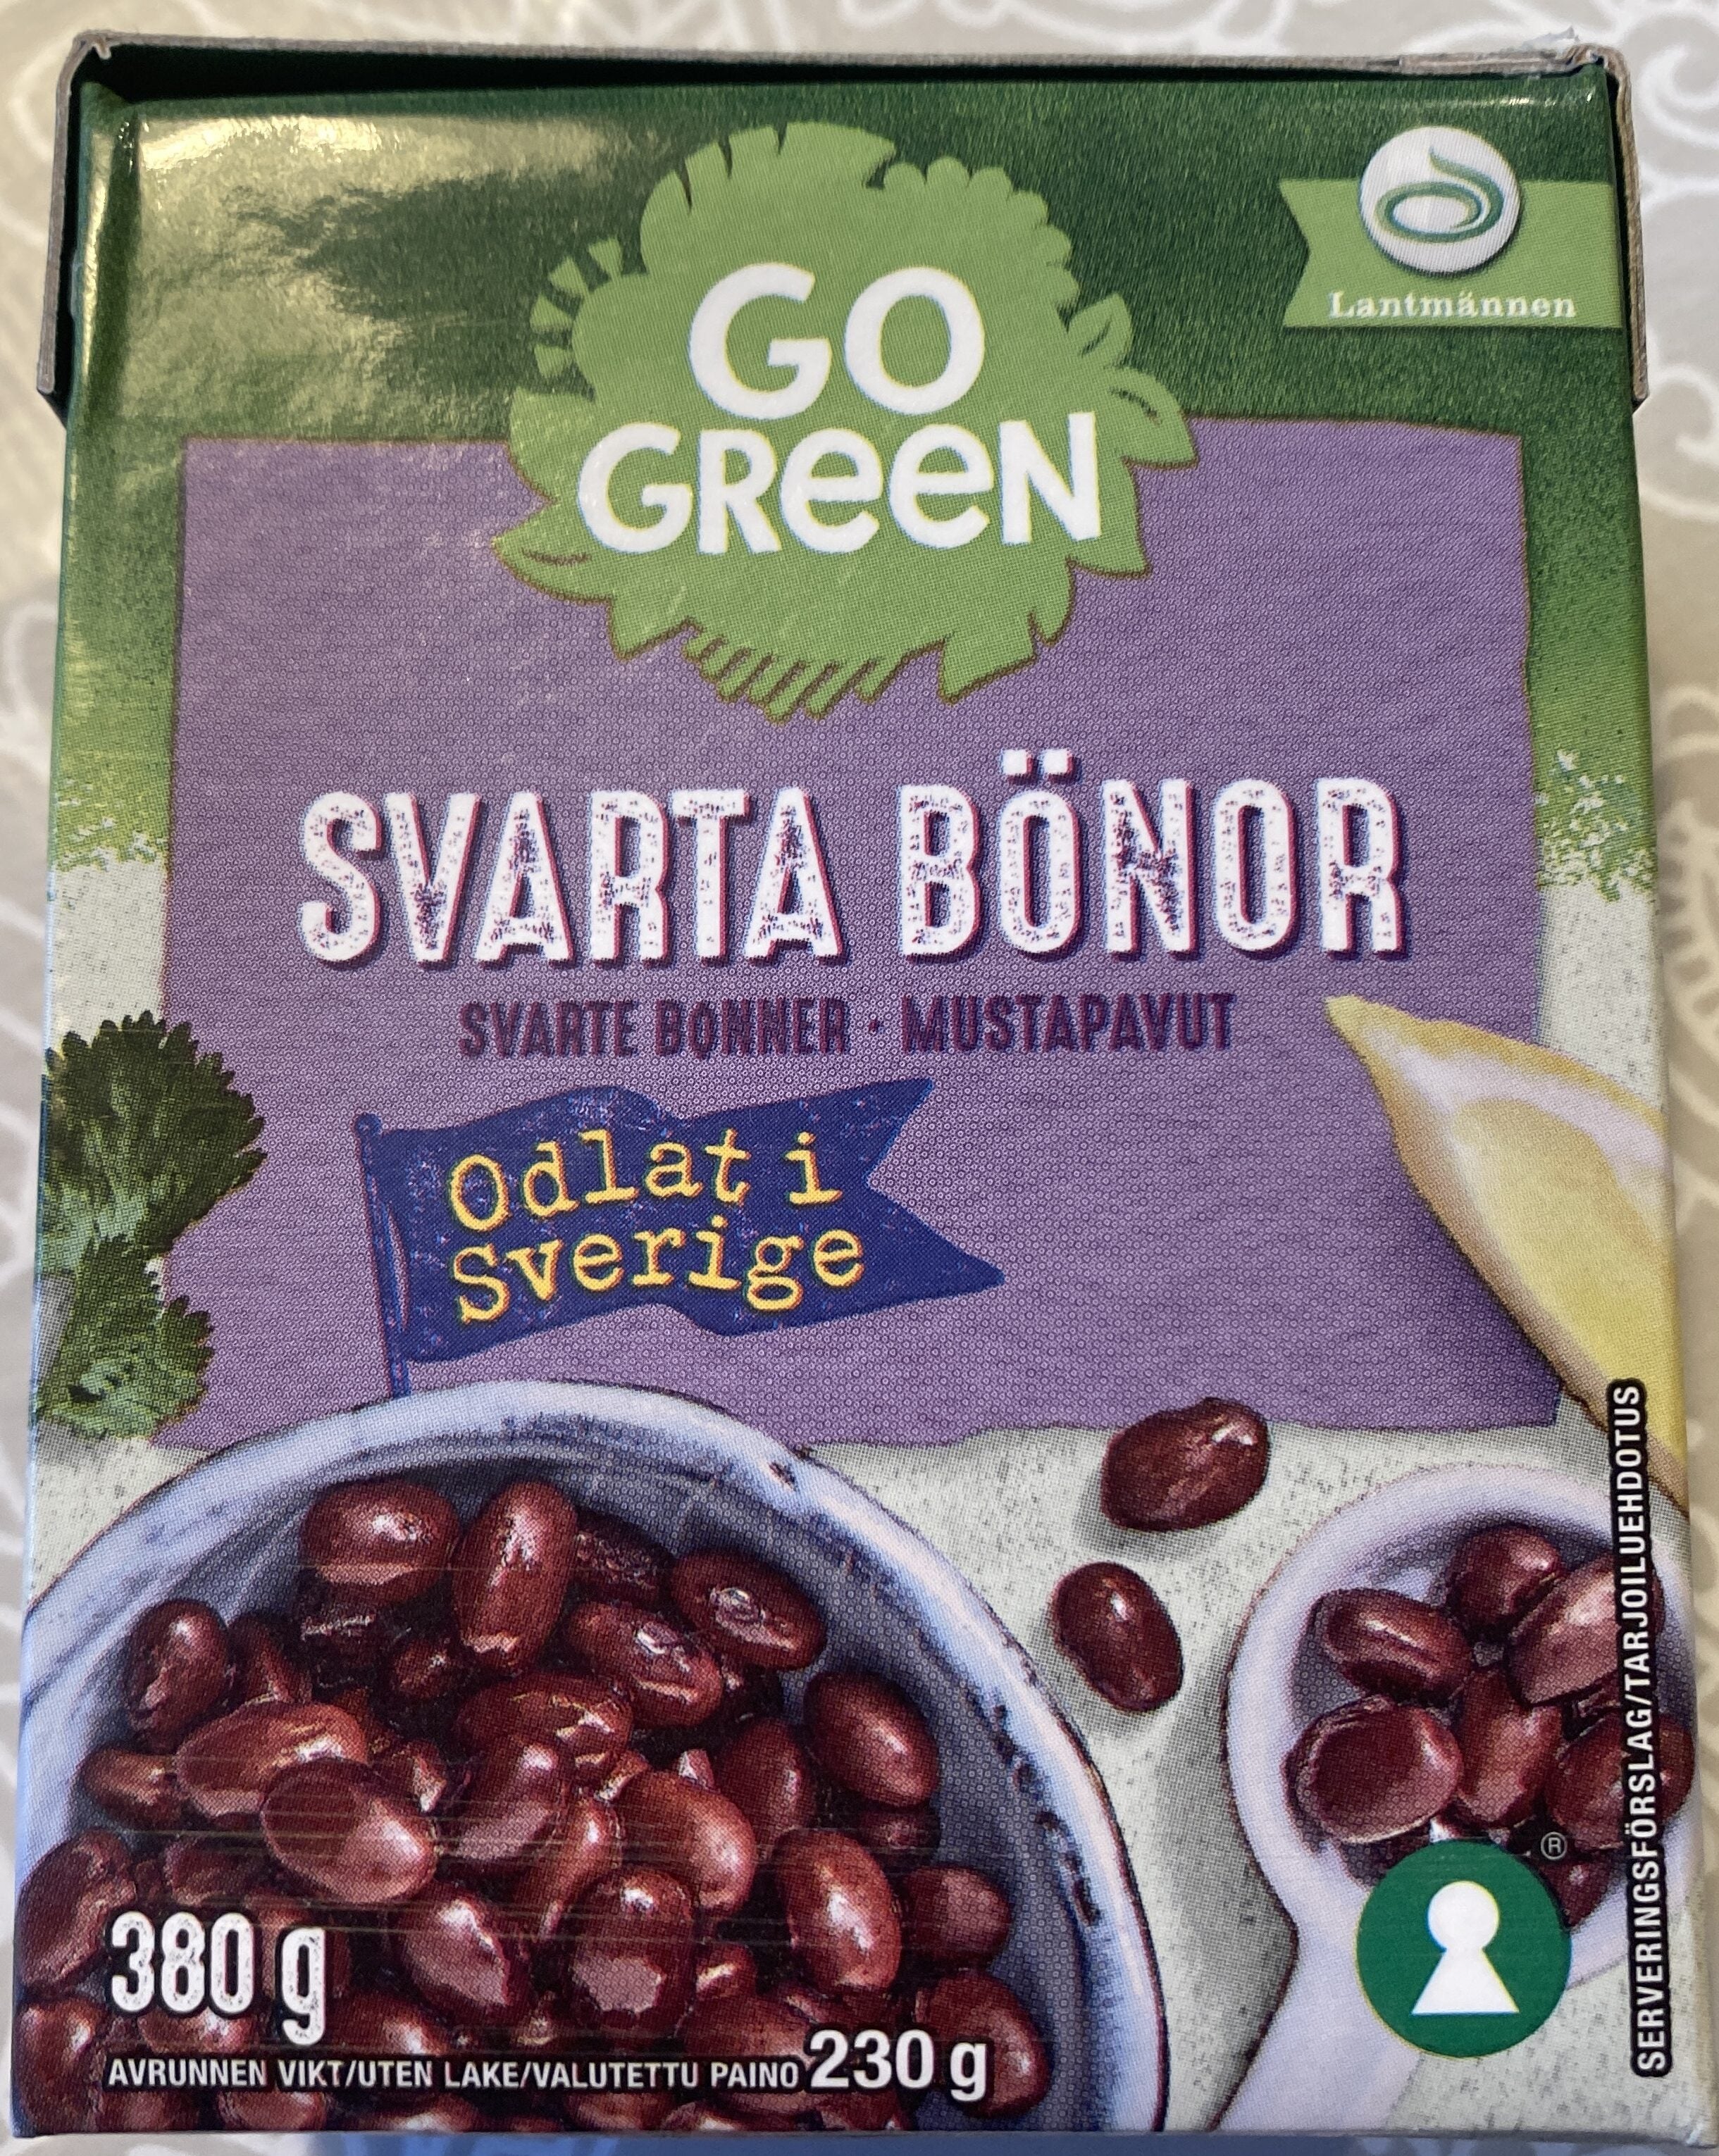 GO
GReeN
Lantmännen
SVARTA BÖNOR
SVARTE BØNNER · MUSTAPAVUT
Odlat i
Sverige
SERVERINGSFÖRSLAG/TARJOILUEHDOTUS
®
380 g
AVRUNNEN VIKT/UTEN LAKE/VALUTETTU PAINO 230 g